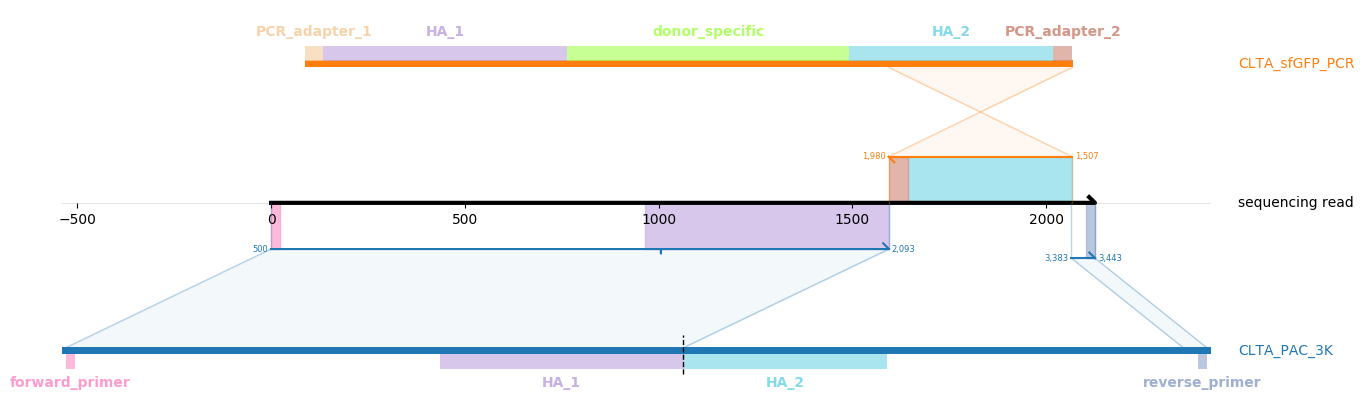 PCR_adapter_1 HA_1 donor_specific HA_2 PCR_adapter_2
CLTA_sfGFP_PCR
1,980 1,507
sequencing read
−500 0 500 1000 1500 2000
500 2,093
3,383 3,443
CLTA_PAC_3K
forward_primer HA_1 HA_2 reverse_primer